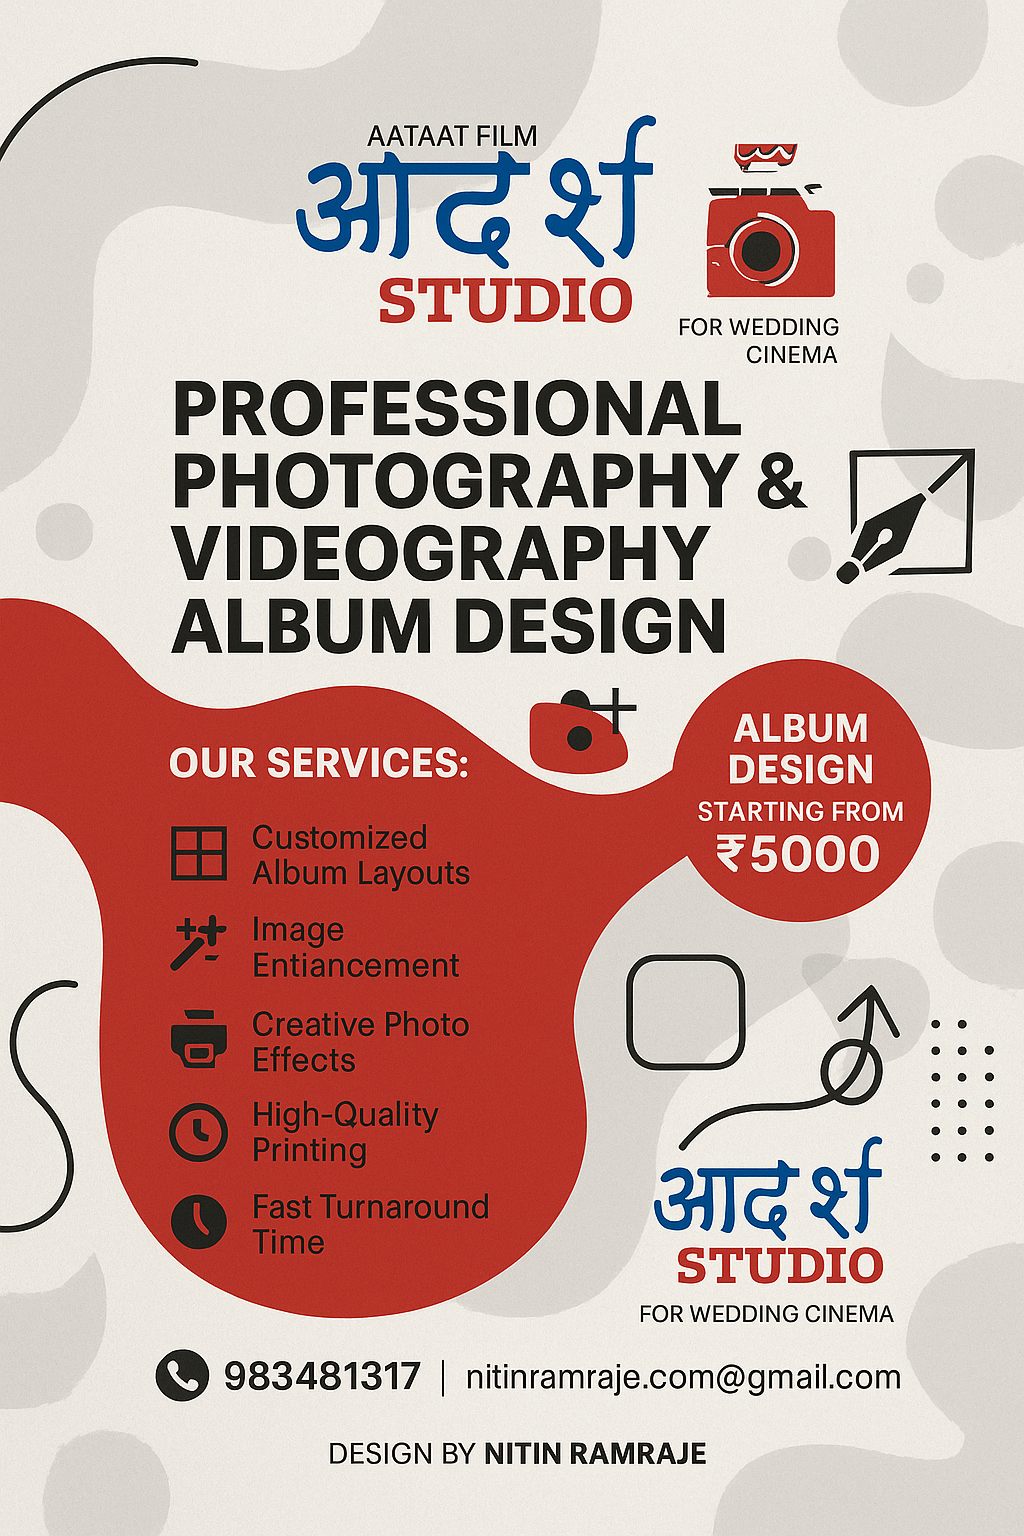 AATAAT FILM
आदर्श
STUDIO
FOR WEDDING
CINEMA
PROFESSIONAL
PHOTOGRAPHY &
VIDEOGRAPHY
ALBUM DESIGN
OUR SERVICES:
Customized
Album Layouts
Image
Entiancement
Creative Photo
Effects
High-Quality
Printing
Fast Turnaround
Time
ALBUM
DESIGN
STARTING FROM
₹5000
आदर्श
STUDIO
FOR WEDDING CINEMA
983481317 | nitinramraje.com@gmail.com
DESIGN BY NITIN RAMRAJE